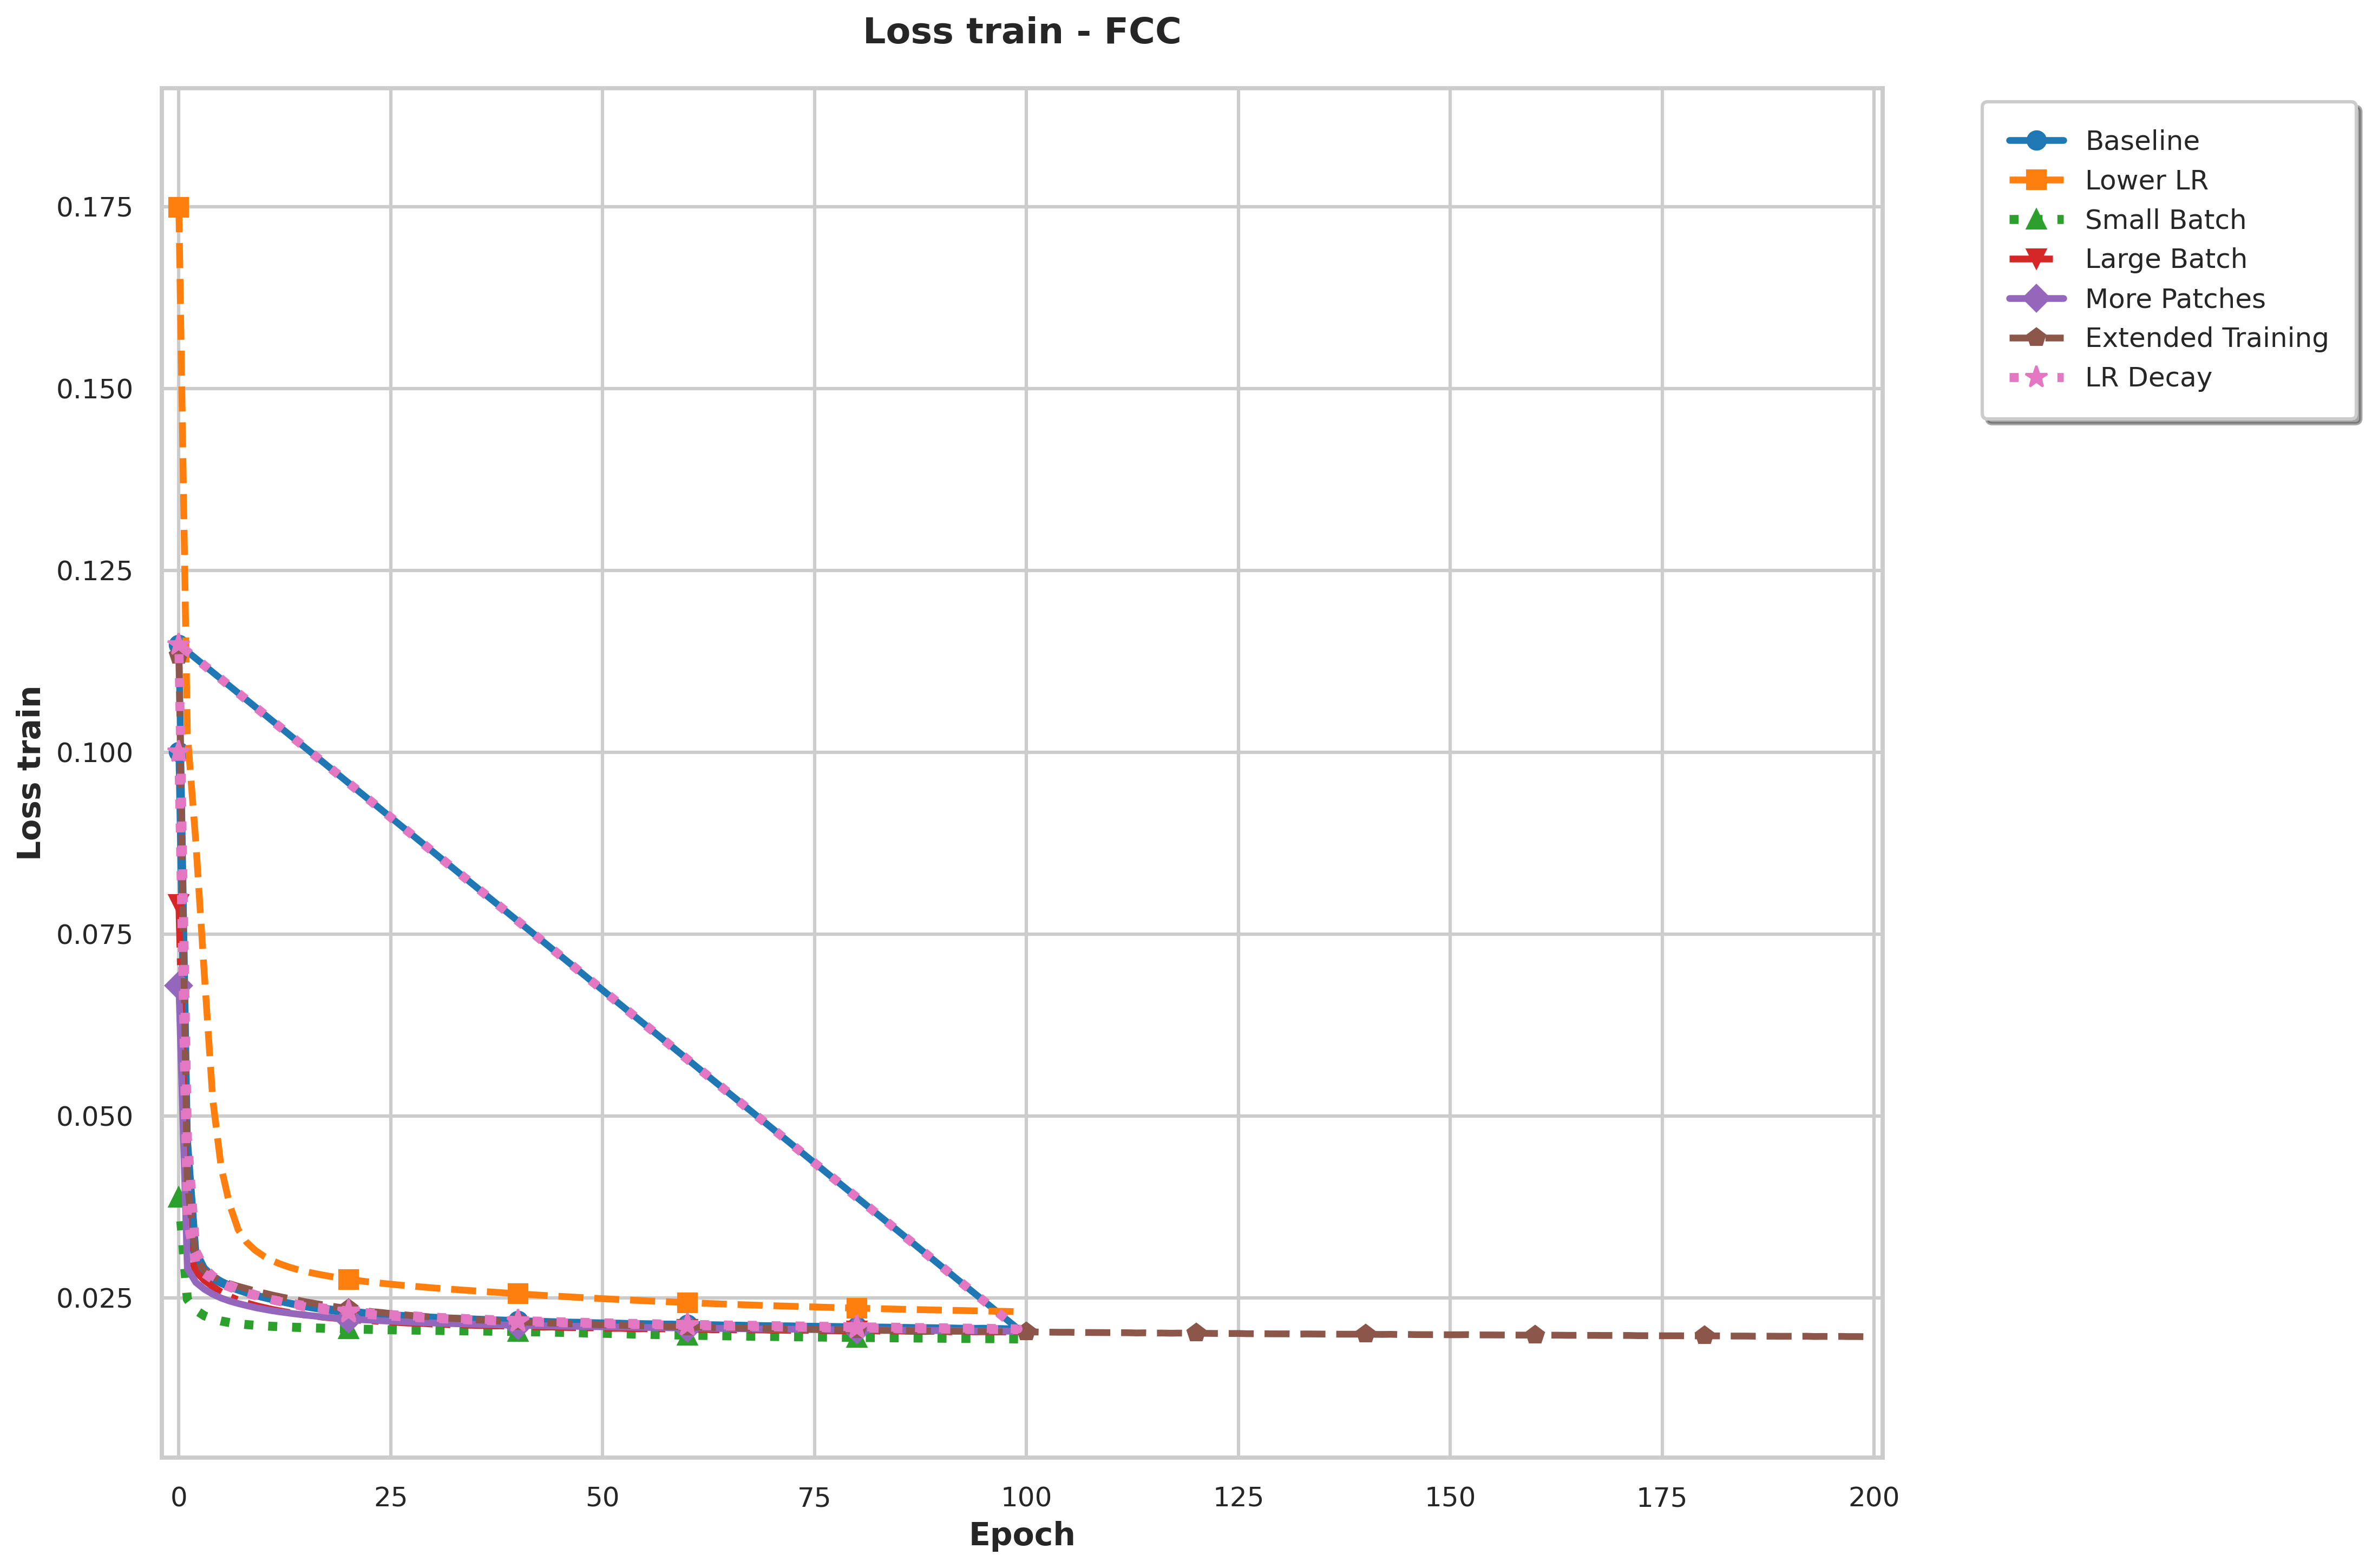 Loss train - FCC
Baseline
Lower LR
Small Batch
Large Batch
More Patches
Extended Training
LR Decay
Loss train
0.175
0.150
0.125
0.100
0.075
0.050
0.025
0 25 50 75 100 125 150 175 200
Epoch